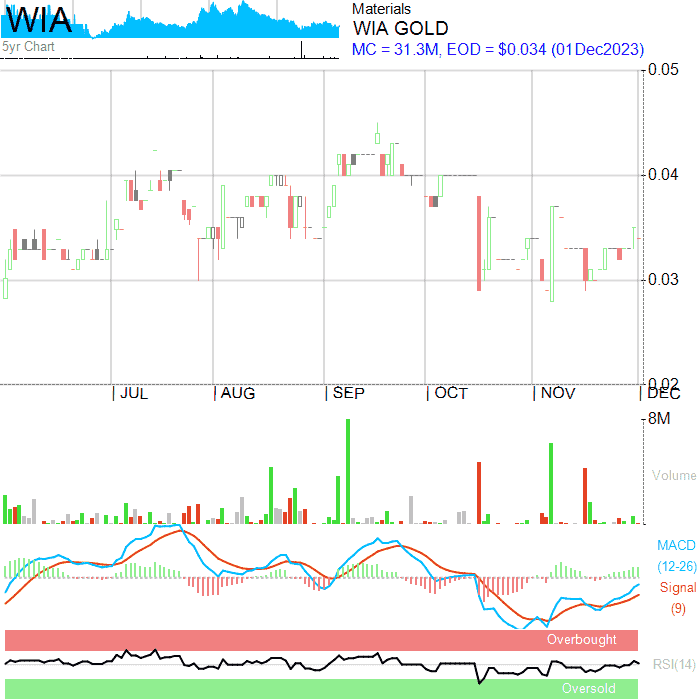 WIA
5yr Chart
Materials
WIA GOLD
MC = 31.3M, EOD = $0.034 (01Dec2023)
0.05
0.04
0.03
0.02
| JUL | AUG | SEP | OCT | NOV | DEC
8M
Volume
MACD
(12-26)
Signal
(9)
Overbought
RSI(14)
Oversold